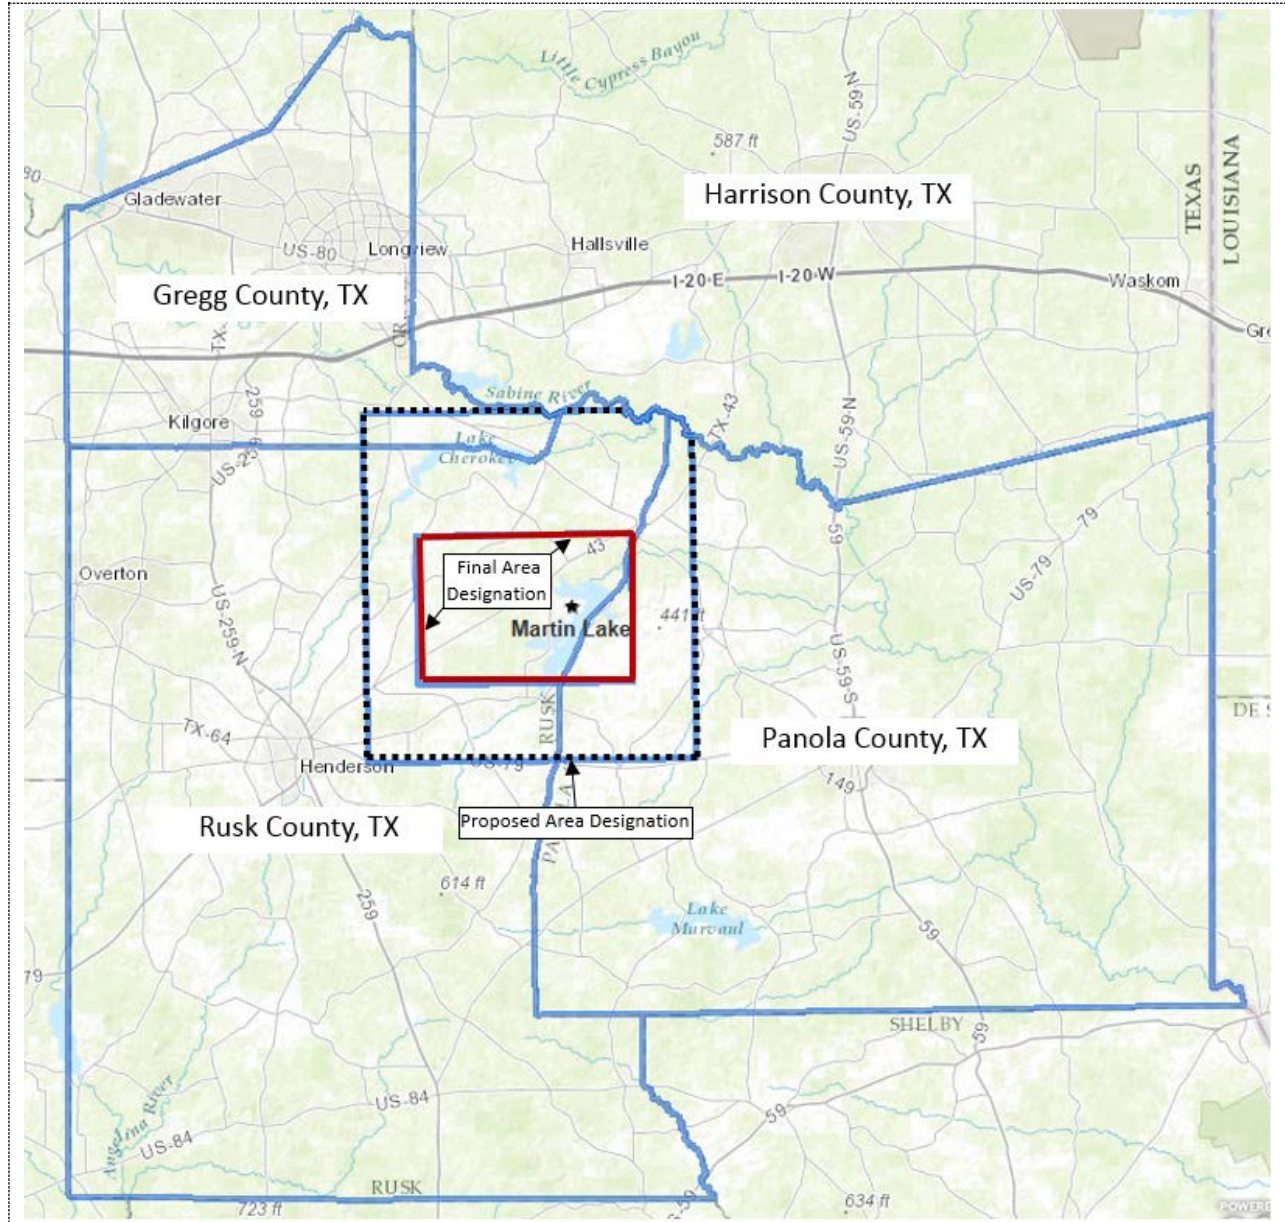 Little Cypress Bayou
US-59-N
587 ft
TEXAS
LOUISIANA
Harrison County, TX
80
Gladewater
US-80
Longview
Hallsville
I-20-E
I-20-W
Waskom
Gregg County, TX
Sabine River
TX-43
259
Kilgore
Lake
Cherokee
US-59-N
79
Overton
Final Area
Designation
43
US-79
US-259-N
441 ft
Martin Lake
59
US-59-S
RUSK
TX-64
Panola County, TX
Henderson
US-79
149
Rusk County, TX
Proposed Area Designation
614 ft
259
Lake
Murvaul
59
79
SHELBY
59
US-84
59
Angelina River
US-84
RUSK
723 ft
634 ft